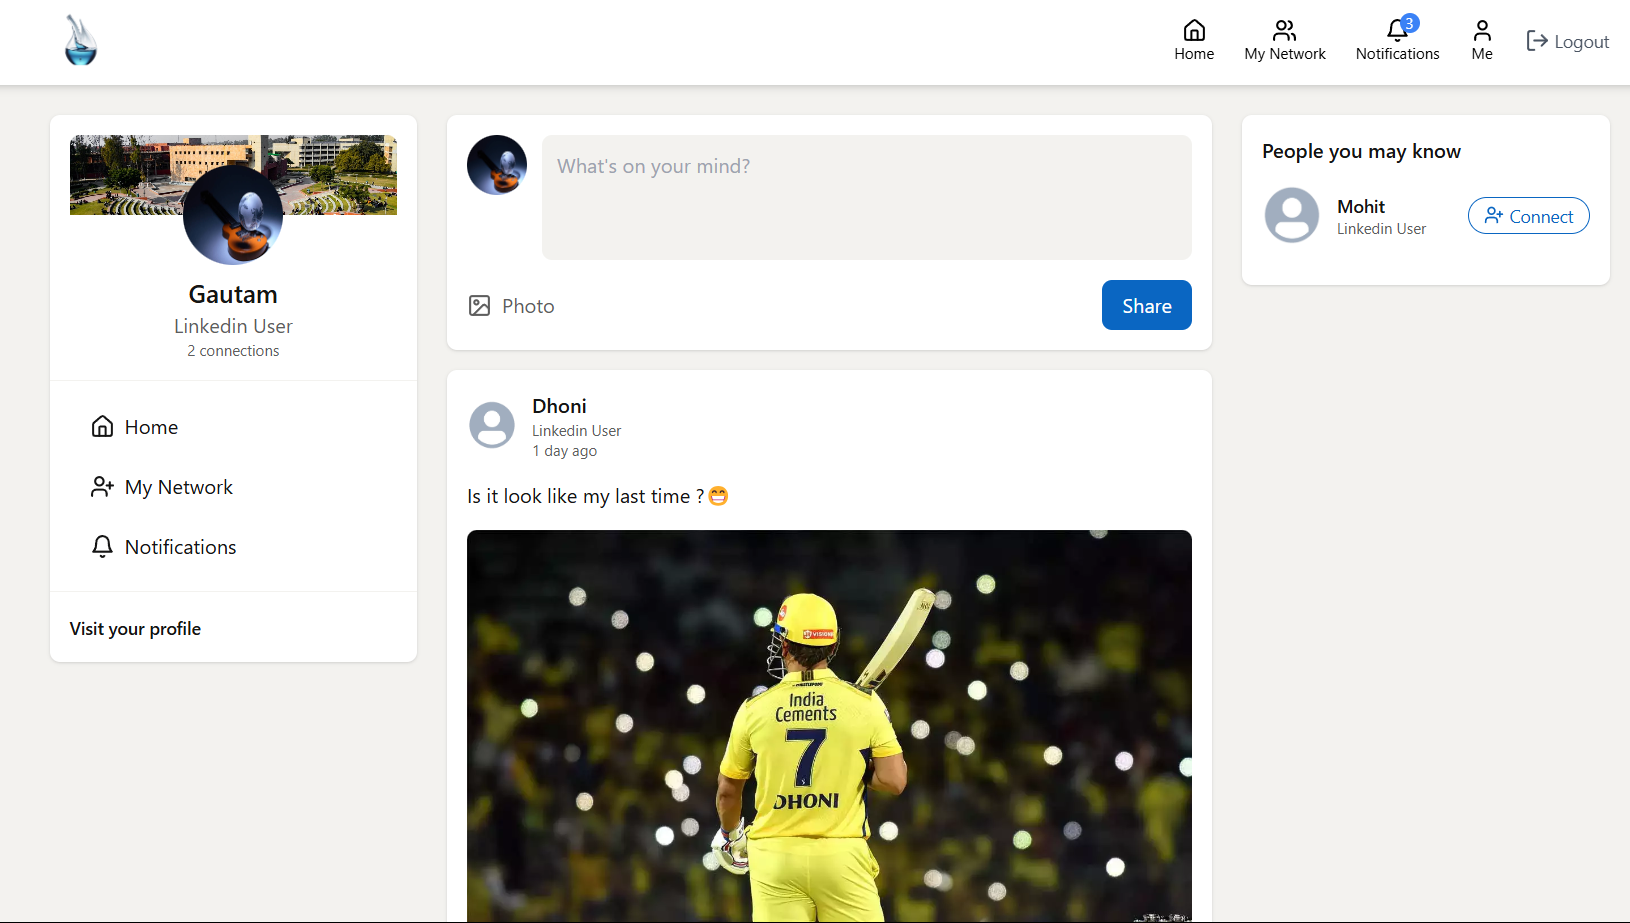 Home
My Network
3
Notifications
Me
Logout
Gautam
Linkedin User
2 connections
Home
My Network
Notifications
Visit your profile
What's on your mind?
Photo
Share
Dhoni
Linkedin User
1 day ago
Is it look like my last time ?😁
VISION
India
Cements
7
DHONI
People you may know
Mohit
Linkedin User
Connect